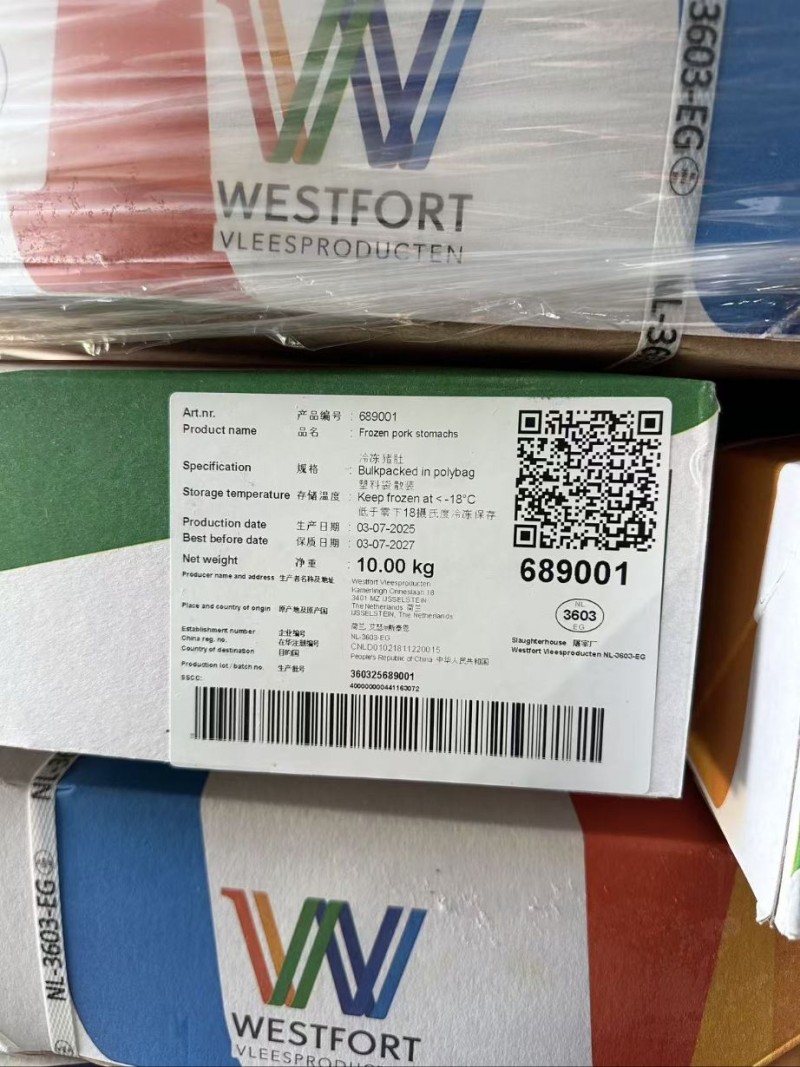 WESTFORT
VLEESPRODUCTEN
3603-EG
NL-36
Art.nr. 产品编号 : 689001
Product name 品名 : Frozen pork stomachs
冷冻猪肚
Specification 规格 : Bulkpacked in polybag
塑料袋散装
Storage temperature 存储温度 : Keep frozen at < -18°C
低于零下18摄氏度冷冻保存
Production date 生产日期 : 03-07-2025
Best before date 保质日期 : 03-07-2027
Net weight 净重 : 10.00 kg
Producer name and address 生产者名称及地址 Westfort Vleesproducten
3401 MZ IJSSELSTEIN
The Netherlands 荷兰
Place and country of origin 原产地及原产国 IJSSELSTEIN, The Netherlands
Establishment number 企业编号 NL-3603-EG
China reg. no. 在华注册编号 CNLD01021811220015
Country of destination 目的国 People's Republic of China 中华人民共和国
Production lot / batch no. 生产批号 360325689001
SSCC: 40000000441163072
689001
NL
3603
EG
Slaughterhouse 屠宰厂
Westfort Vleesproducten NL-3603-EG
NL-3603-EG
WESTFORT
VLEESPRODUC